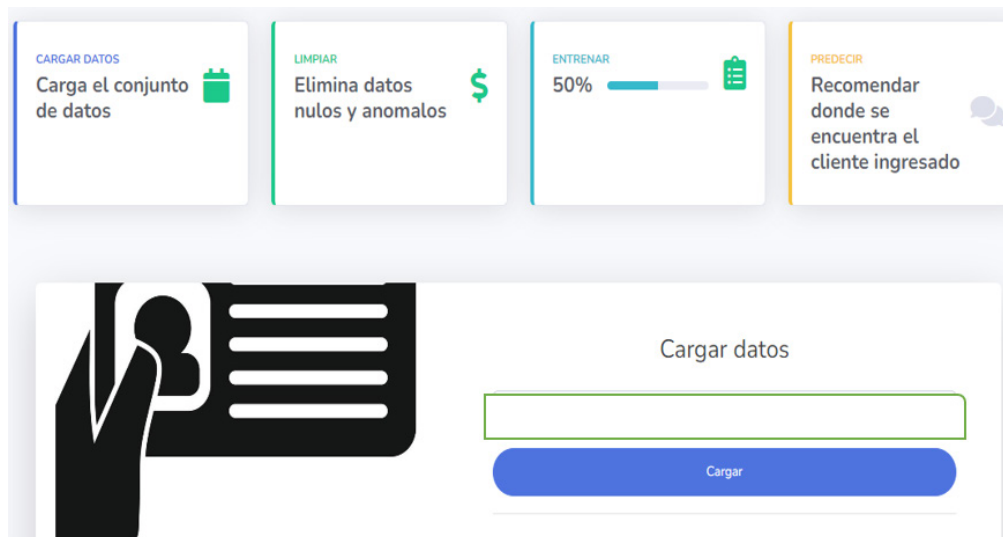 CARGAR DATOS
Carga el conjunto
de datos
LIMPIAR
Elimina datos
nulos y anomalos
ENTRENAR
50%
PREDECIR
Recomendar
donde se
encuentra el
cliente ingresado
Cargar datos
Cargar